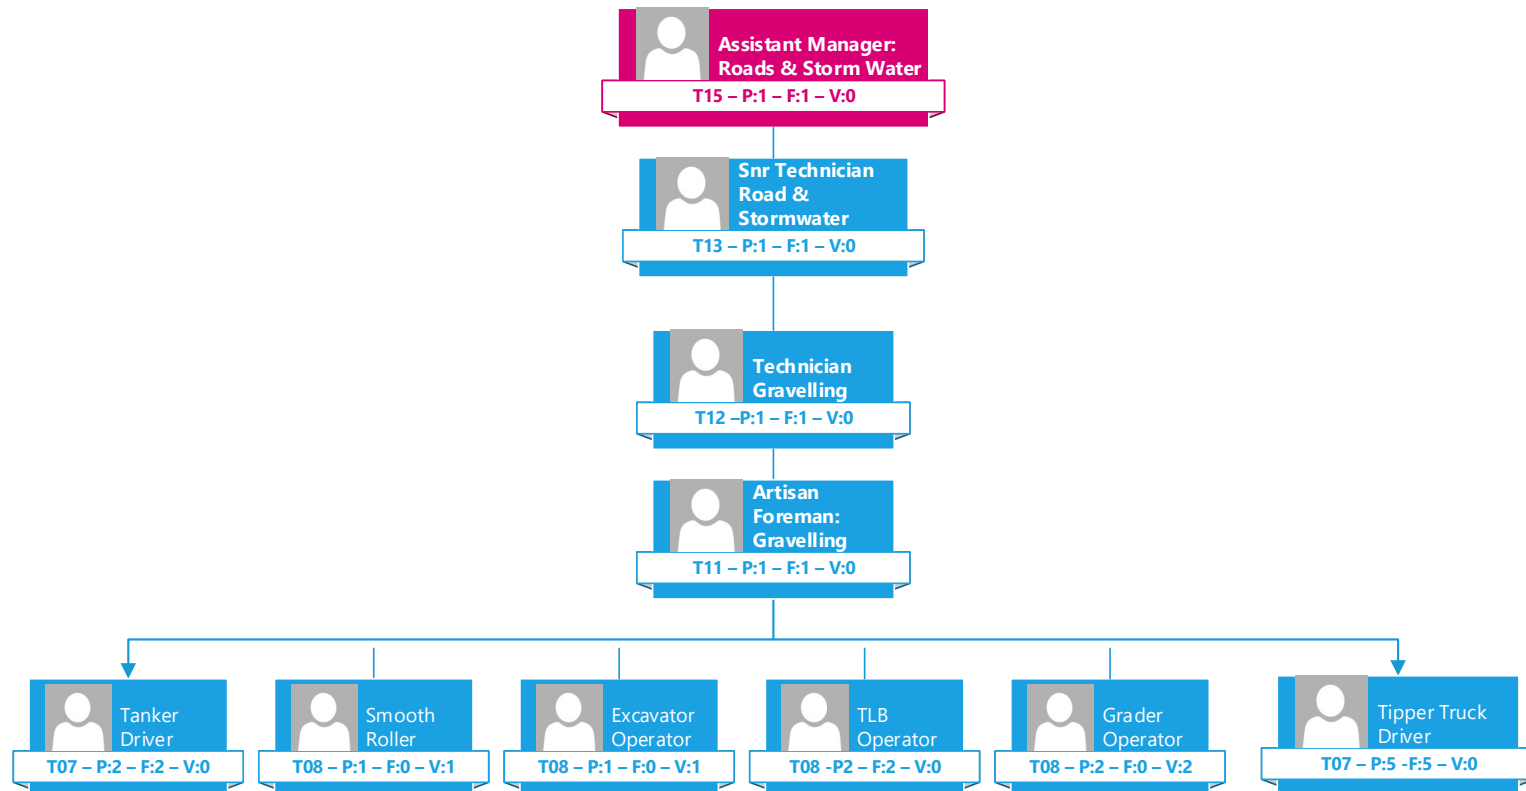 Assistant Manager:
Roads & Storm Water
T15 – P:1 – F:1 – V:0
Snr Technician
Road &
Stormwater
T13 – P:1 – F:1 – V:0
Technician
Gravelling
T12 –P:1 – F:1 – V:0
Artisan
Foreman:
Gravelling
T11 – P:1 – F:1 – V:0
Tanker
Driver
T07 – P:2 – F:2 – V:0
Smooth
Roller
T08 – P:1 – F:0 – V:1
Excavator
Operator
T08 – P:1 – F:0 – V:1
TLB
Operator
T08 -P2 – F:2 – V:0
Grader
Operator
T08 – P:2 – F:0 – V:2
Tipper Truck
Driver
T07 – P:5 -F:5 – V:0